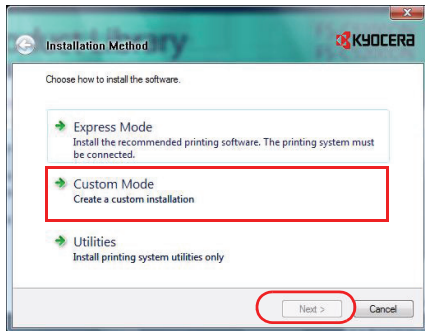 Installation Method
KYOCERA
Choose how to install the software.
Express Mode
Install the recommended printing software. The printing system must
be connected.
Custom Mode
Create a custom installation
Utilities
Install printing system utilities only
Next >
Cancel